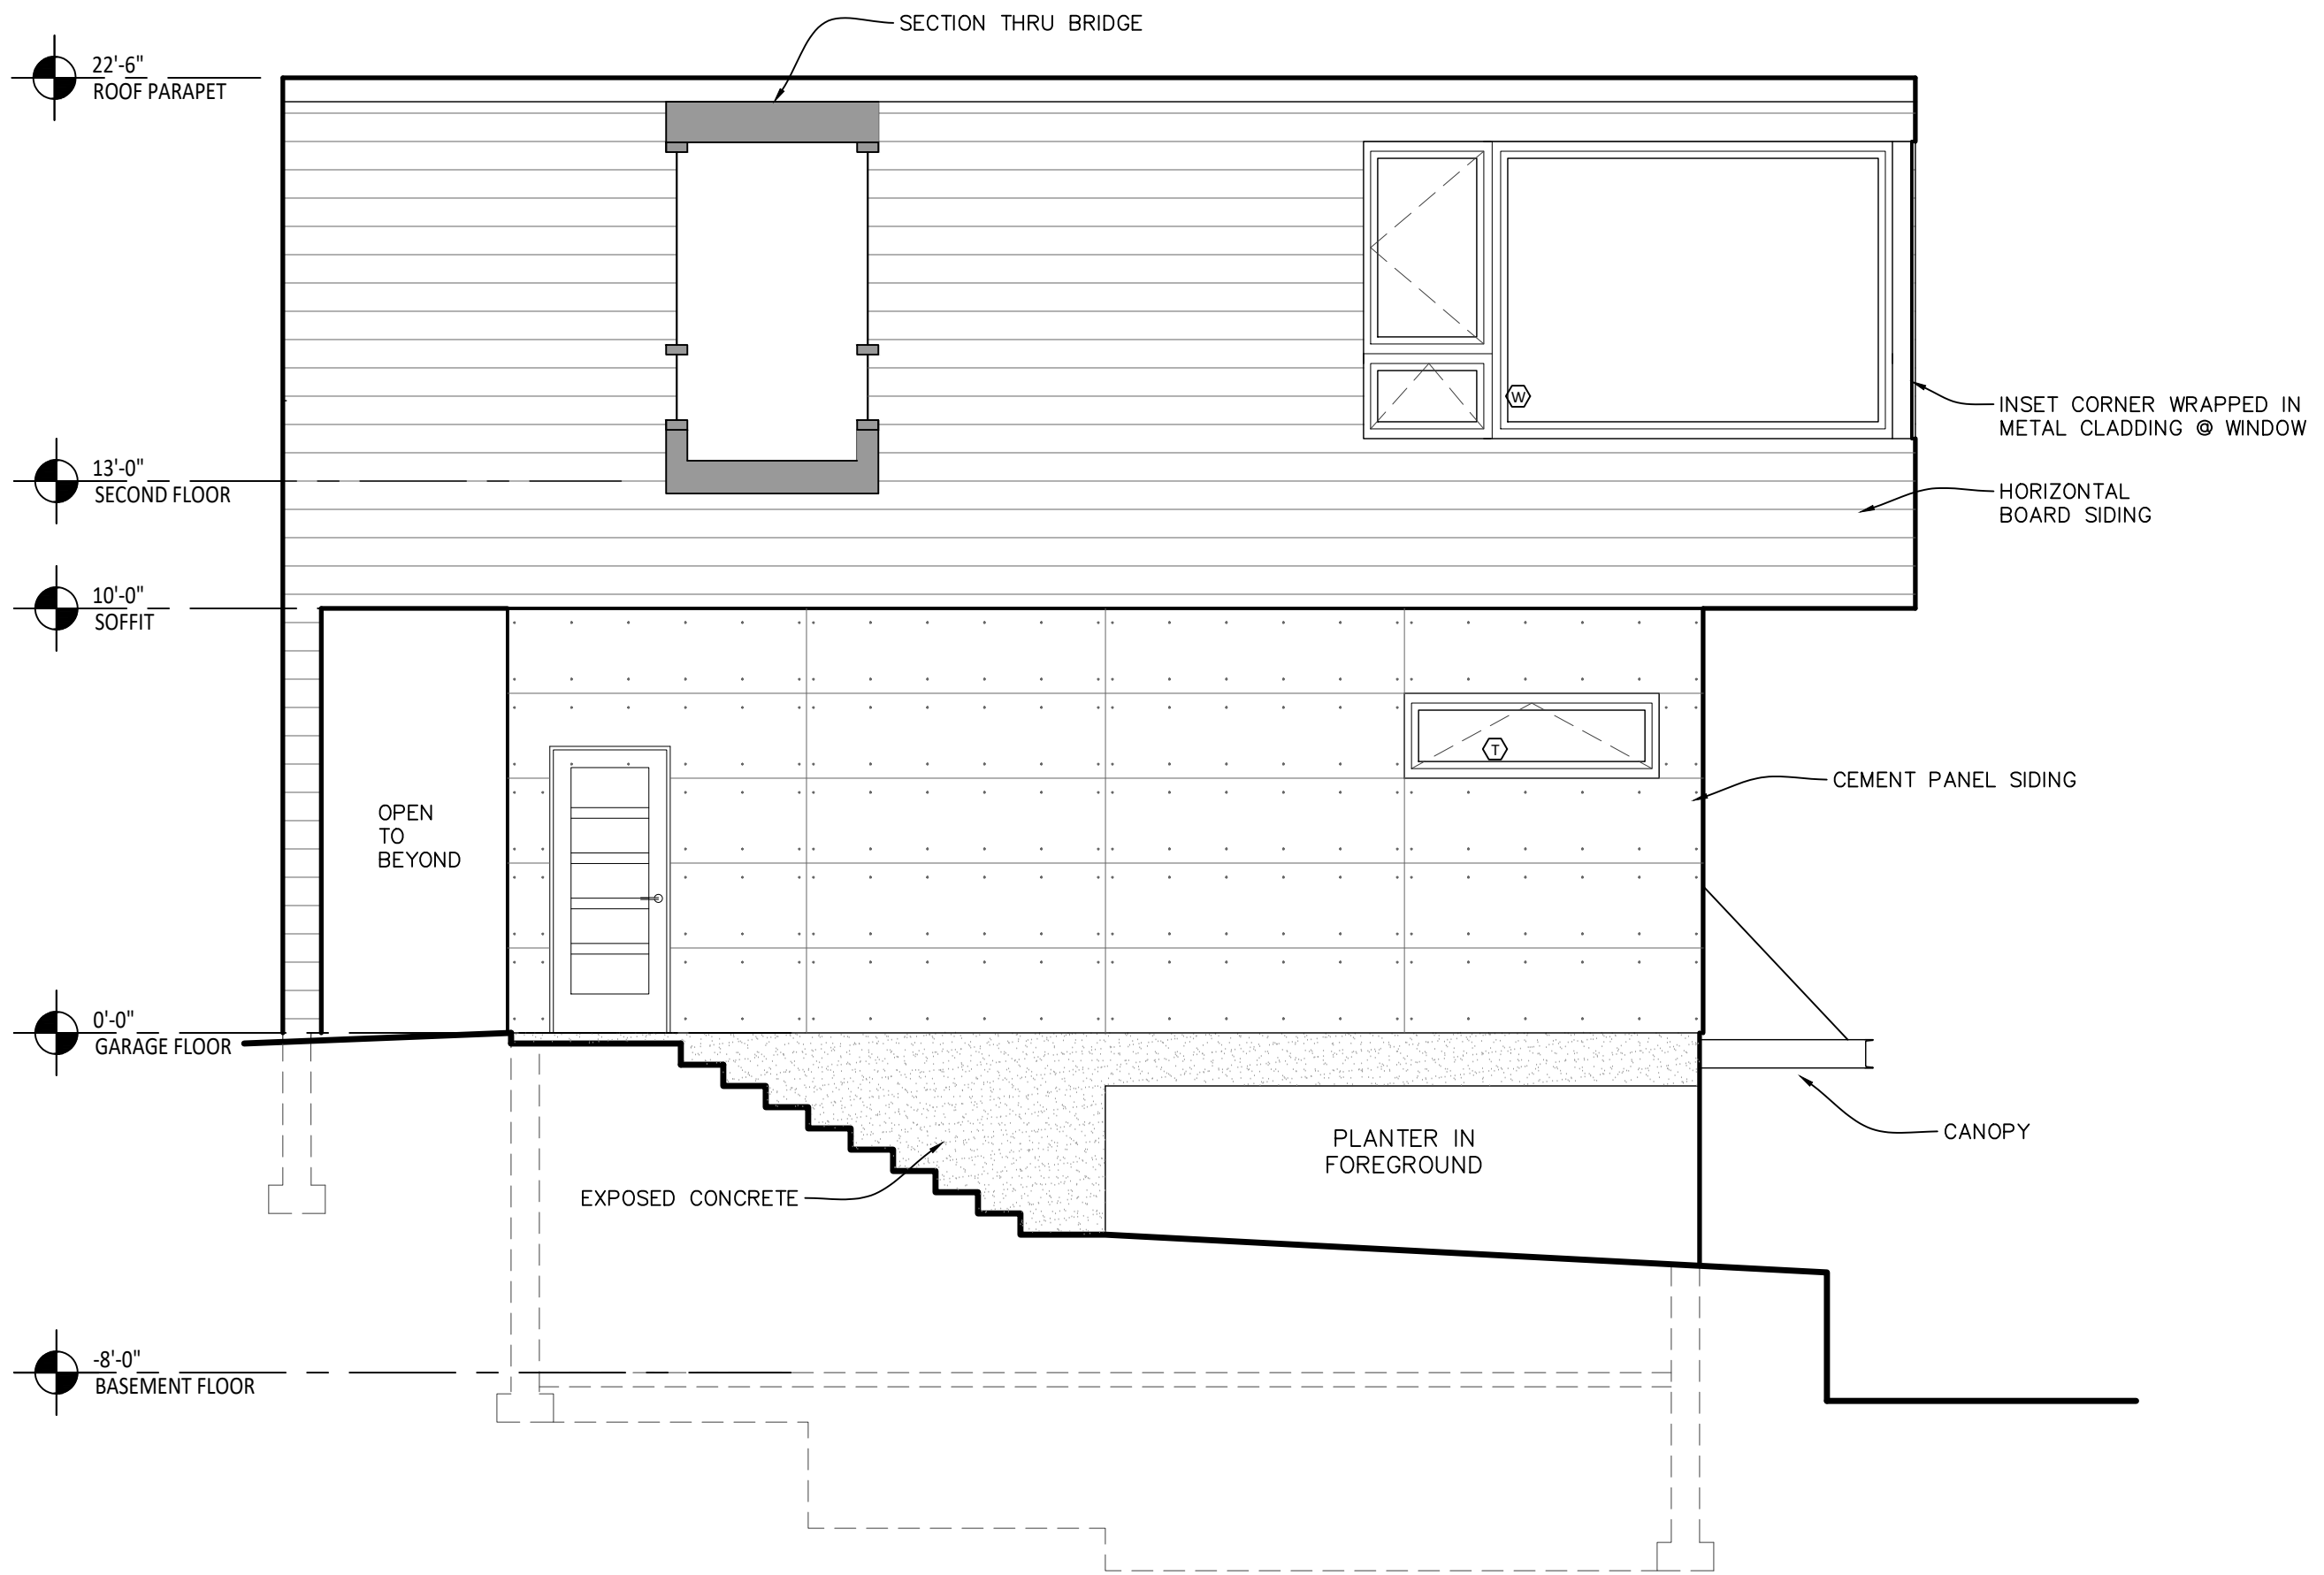 SECTION THRU BRIDGE
22'-6"
ROOF PARAPET
W
INSET CORNER WRAPPED IN
METAL CLADDING @ WINDOW
13'-0"
SECOND FLOOR
HORIZONTAL
BOARD SIDING
10'-0"
SOFFIT
T
CEMENT PANEL SIDING
OPEN
TO
BEYOND
0'-0"
GARAGE FLOOR
PLANTER IN
FOREGROUND
CANOPY
EXPOSED CONCRETE
-8'-0"
BASEMENT FLOOR